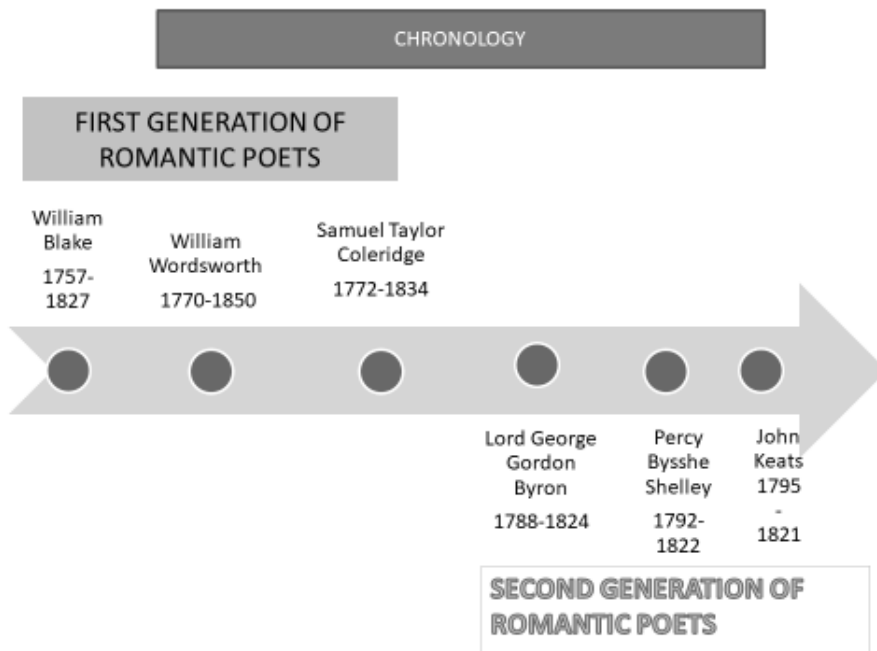 CHRONOLOGY
FIRST GENERATION OF
ROMANTIC POETS
William
Blake
1757-
1827
William
Wordsworth
1770-1850
Samuel Taylor
Coleridge
1772-1834
Lord George
Gordon
Byron
1788-1824
Percy
Bysshe
Shelley
1792-
1822
John
Keats
1795
-
1821
SECOND GENERATION OF
ROMANTIC POETS